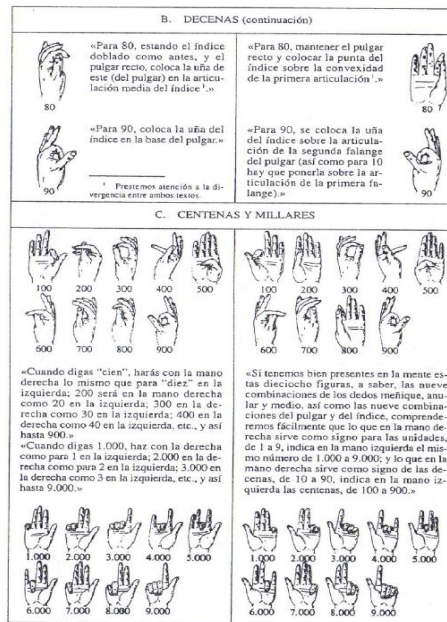 B. DECENAS (continuación)
«Para 80, estando el índice
doblado como antes, y el
pulgar recto, coloca la uña de
este (del pulgar) en la articu-
lación media del índice ¹.»
80
«Para 90, coloca la uña del
índice en la base del pulgar.»
90
¹ Prestemos atención a la di-
vergencia entre ambos textos.
«Para 80, mantener el pulgar
recto y colocar la punta del
índice sobre la convexidad
de la primera articulación ¹.»
80
«Para 90, se coloca la uña
del índice sobre la articula-
ción de la segunda falange
del pulgar (así como para 10
hay que ponerla sobre la ar-
ticulación de la primera fa-
lange).»
90
C. CENTENAS Y MILLARES
100 200 300 400 500
600 700 800 900
«Cuando digas "cien", harás con la mano
derecha lo mismo que para "diez" en la
izquierda; 200 será en la mano derecha
como 20 en la izquierda; 300 en la de-
recha como 30 en la izquierda; 400 en la
derecha como 40 en la izquierda, etc., y así
hasta 900.»
«Cuando digas 1.000, haz con la derecha
como para 1 en la izquierda; 2.000 en la de-
recha como para 2 en la izquierda; 3.000 en
la derecha como 3 en la izquierda, etc., y así
hasta 9.000.»
1.000 2.000 3.000 4.000 5.000
6.000 7.000 8.000 9.000
100 200 300 400 500
600 700 800 900
«Si tenemos bien presentes en la mente es-
tas dieciocho figuras, a saber, las nueve
combinaciones de los dedos meñique, anu-
lar y medio, así como las nueve combina-
ciones del pulgar y del índice, comprende-
remos fácilmente que lo que en la mano de-
recha sirve como signo para las unidades,
de 1 a 9, indica en la mano izquierda el mis-
mo número de 1.000 a 9.000; y lo que en la
mano derecha sirve como signo de las de-
cenas, de 10 a 90, indica en la mano iz-
quierda las centenas, de 100 a 900.»
1.000 2.000 3.000 4.000 5.000
6.000 7.000 8.000 9.000